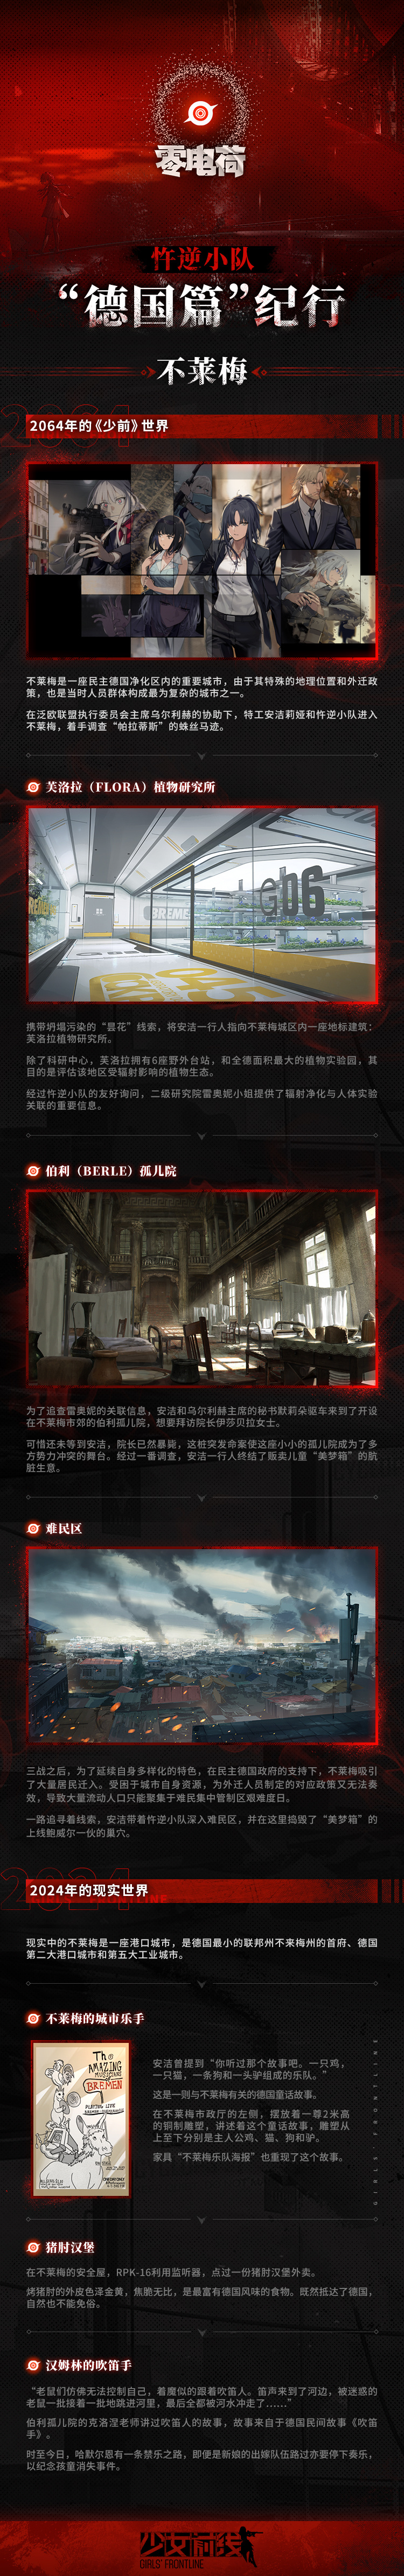 零电荷
忤逆小队
“德国篇”纪行
不莱梅
2064年的《少前》世界
不莱梅是一座民主德国净化区内的重要城市，由于其特殊的地理位置和外迁政
策，也是当时人员群体构成最为复杂的城市之一。
在泛欧联盟执行委员会主席乌尔利赫的协助下，特工安洁莉娅和忤逆小队进入
不莱梅，着手调查“帕拉蒂斯”的蛛丝马迹。
芙洛拉（FLORA）植物研究所
BREME
GD6
携带坍塌污染的“昙花”线索，将安洁一行人指向不莱梅城区内一座地标建筑：
芙洛拉植物研究所。
除了科研中心，芙洛拉拥有6座野外台站，和全德面积最大的植物实验园，其
目的是评估该地区受辐射影响的植物生态。
经过忤逆小队的友好询问，二级研究院雷奥妮小姐提供了辐射净化与人体实验
关联的重要信息。
伯利（BERLE）孤儿院
为了追查雷奥妮的关联信息，安洁和乌尔利赫主席的秘书默莉朵驱车来到了开设
在不莱梅市郊的伯利孤儿院，想要拜访院长伊莎贝拉女士。
可惜还未等到安洁，院长已然暴毙，这桩突发命案使这座小小的孤儿院成为了多
方势力冲突的舞台。经过一番调查，安洁一行人终结了贩卖儿童“美梦箱”的肮
脏生意。
难民区
三战之后，为了延续自身多样化的特色，在民主德国政府的支持下，不莱梅吸引
了大量居民迁入。受困于城市自身资源，为外迁人员制定的对应政策又无法奏
效，导致大量流动人口只能聚集于难民集中管制区艰难度日。
一路追寻着线索，安洁带着忤逆小队深入难民区，并在这里捣毁了“美梦箱”的
上线鲍威尔一伙的巢穴。
2024年的现实世界
现实中的不莱梅是一座港口城市，是德国最小的联邦州不来梅州的首府、德国
第二大港口城市和第五大工业城市。
不莱梅的城市乐手
The
AMAZING
MUSICIANS
BREMEN
PLAYING LIVE
安洁曾提到“你听过那个故事吧。一只鸡，
一只猫，一条狗和一头驴组成的乐队。”
这是一则与不莱梅有关的德国童话故事。
在不莱梅市政厅的左侧，摆放着一尊2米高
的铜制雕塑，讲述着这个童话故事，雕塑从
上至下分别是主人公鸡、猫、狗和驴。
家具“不莱梅乐队海报”也重现了这个故事。
GIRLS' FRONTLINE
猪肘汉堡
在不莱梅的安全屋，RPK-16利用监听器，点过一份猪肘汉堡外卖。
烤猪肘的外皮色泽金黄，焦脆无比，是最富有德国风味的食物。既然抵达了德国，
自然也不能免俗。
汉姆林的吹笛手
“老鼠们仿佛无法控制自己，着魔似的跟着吹笛人。笛声来到了河边，被迷惑的
老鼠一批接着一批地跳进河里，最后全都被河水冲走了……”
伯利孤儿院的克洛涅老师讲过吹笛人的故事，故事来自于德国民间故事《吹笛
手》。
时至今日，哈默尔恩有一条禁乐之路，即便是新娘的出嫁队伍路过亦要停下奏乐，
以纪念孩童消失事件。
少女前线
GIRLS' FRONTLINE